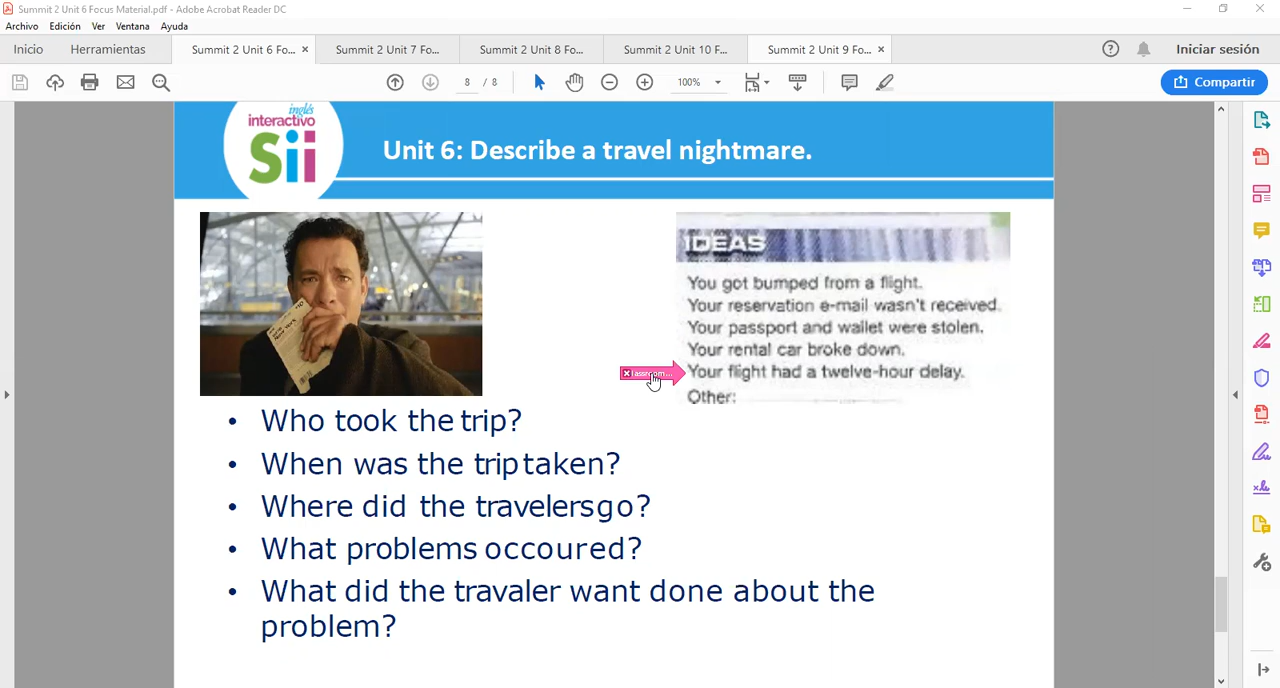 Summit 2 Unit 6 Focus Material.pdf - Adobe Acrobat Reader DC
Archivo Edición Ver Ventana Ayuda
Inicio Herramientas Summit 2 Unit 6 Fo... × Summit 2 Unit 7 Fo... Summit 2 Unit 8 Fo... Summit 2 Unit 10 F... Summit 2 Unit 9 Fo... × Iniciar sesión
8 / 8 100% Compartir
inglés
interactivo
Sii
Unit 6: Describe a travel nightmare.
IDEAS
You got bumped from a flight.
Your reservation e-mail wasn't received.
Your passport and wallet were stolen.
Your rental car broke down.
Your flight had a twelve-hour delay.
Other:
• Who took the trip?
• When was the trip taken?
• Where did the travelers go?
• What problems occoured?
• What did the travaler want done about the
problem?